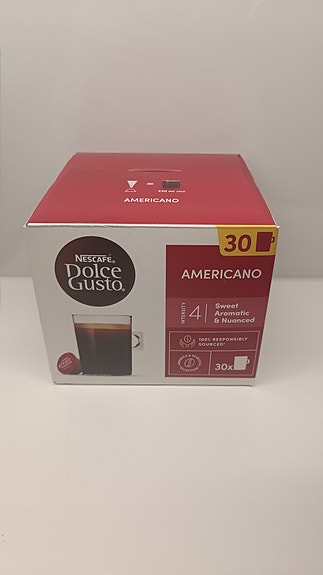 AMERICANO
30
NESCAFÉ®
DOLCE
GUSTO®
AMERICANO
INTENSITY
4
Sweet
Aromatic
& Nuanced
100% RESPONSIBLY
SOURCED
30x